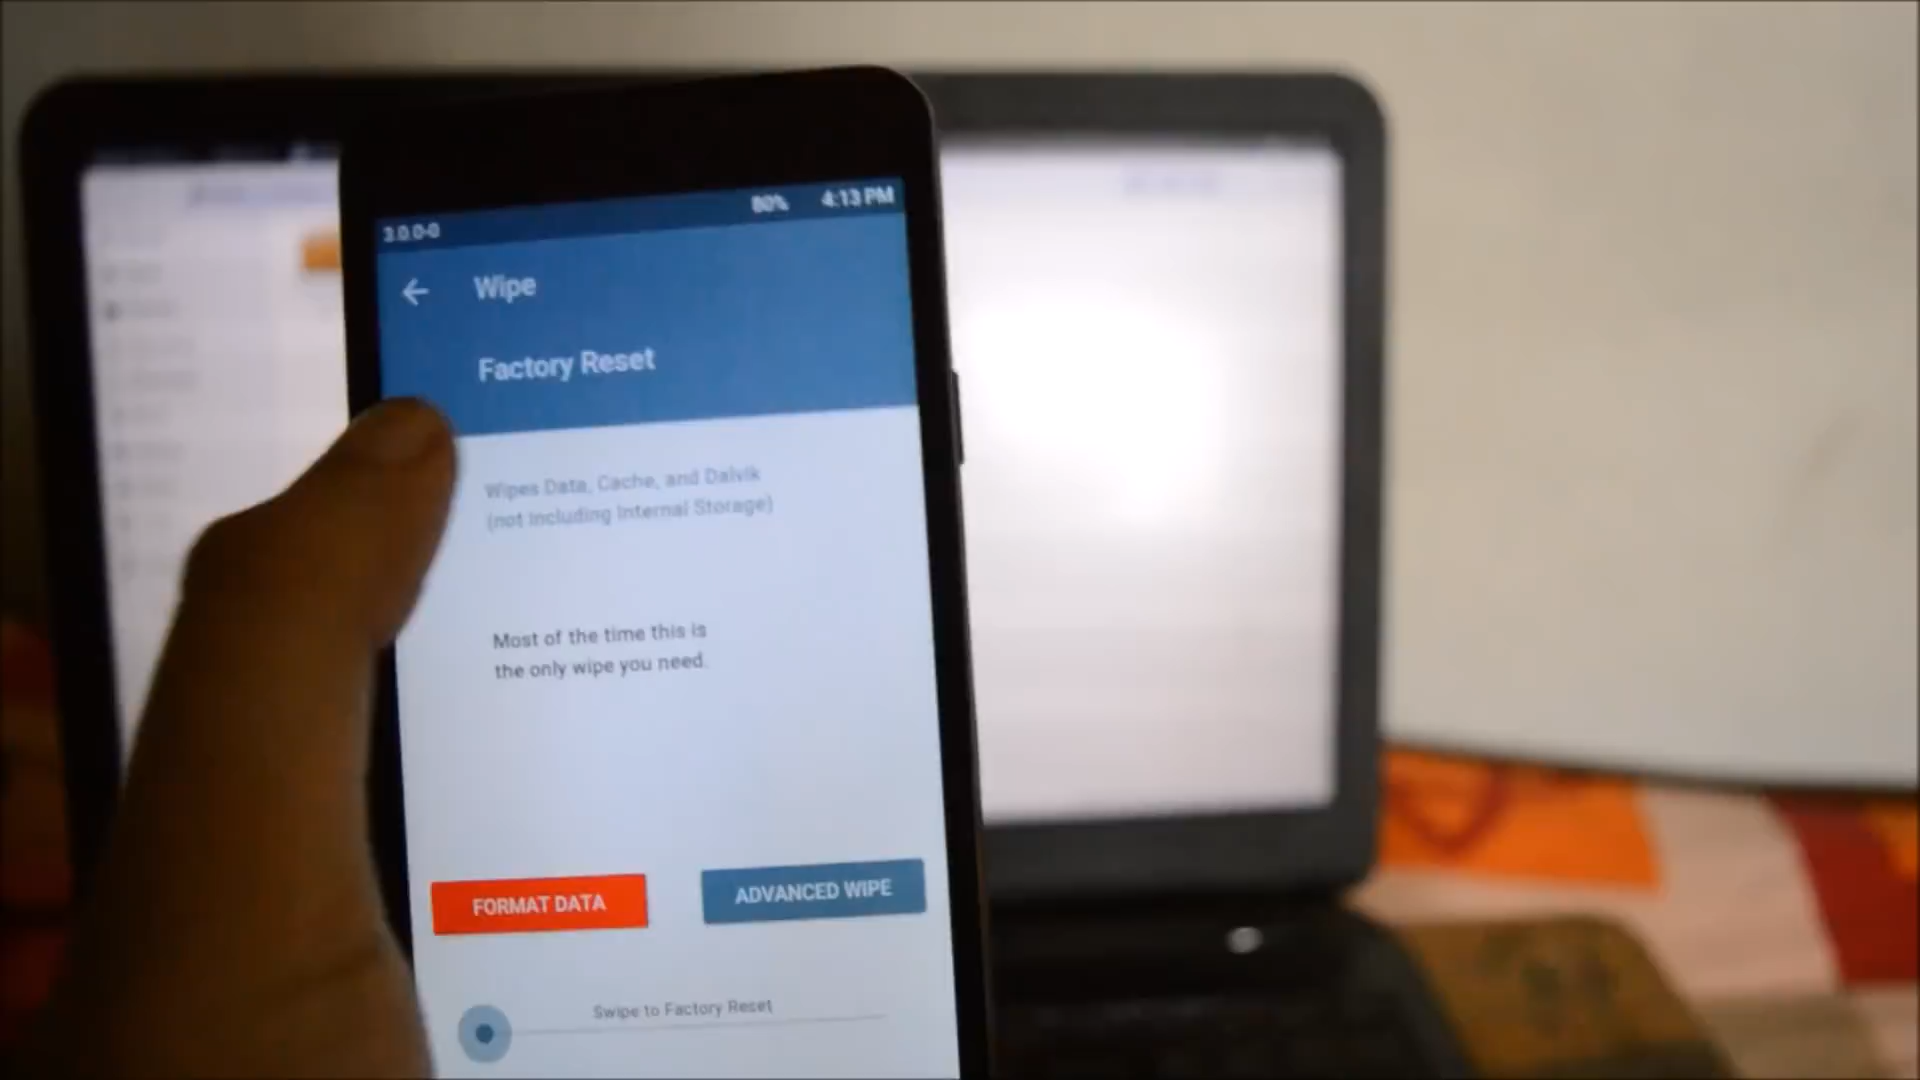 3.0.0-0
80% 4:13 PM
Wipe
Factory Reset
Wipes Data, Cache, and Dalvik
(not including internal storage)
Most of the time this is
the only wipe you need.
FORMAT DATA
ADVANCED WIPE
Swipe to Factory Reset